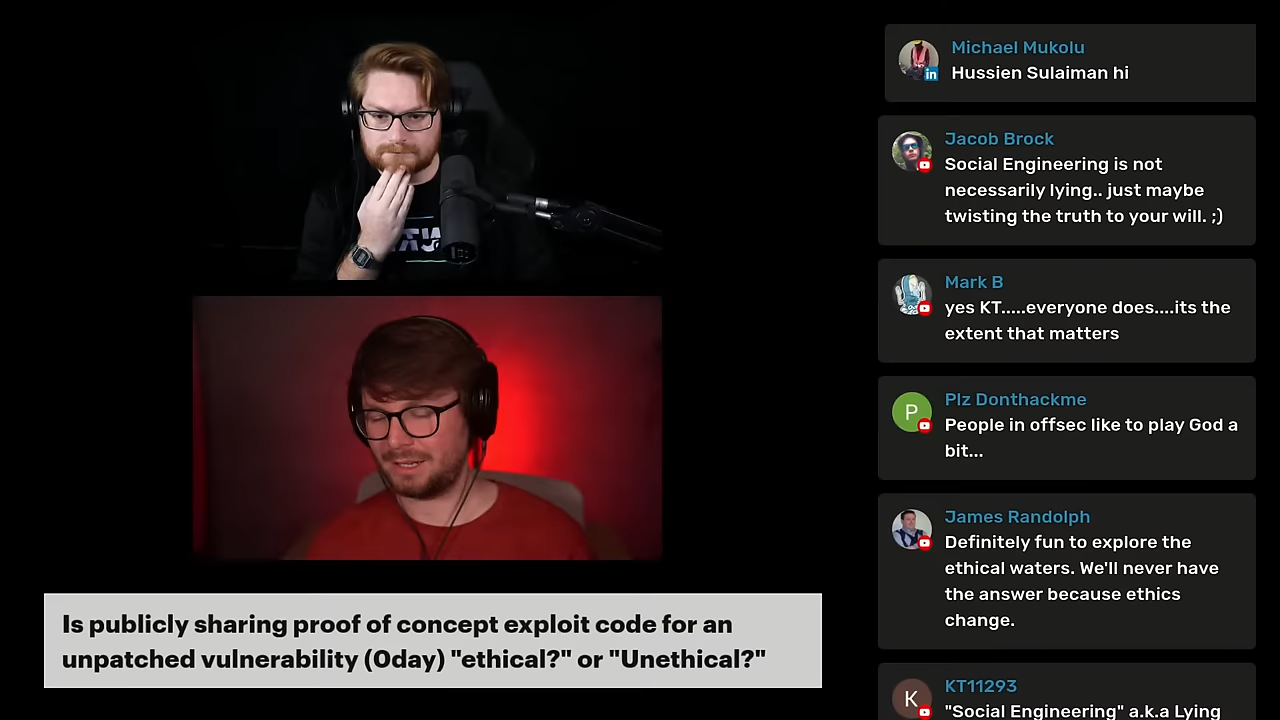 Michael Mukolu
Hussien Sulaiman hi
Jacob Brock
Social Engineering is not
necessarily lying.. just maybe
twisting the truth to your will. ;)
Mark B
yes KT.....everyone does....its the
extent that matters
P
Plz Donthackme
People in offsec like to play God a
bit...
James Randolph
Definitely fun to explore the
ethical waters. We'll never have
the answer because ethics
change.
K
KT11293
"Social Engineering" a.k.a Lying
Is publicly sharing proof of concept exploit code for an
unpatched vulnerability (0day) "ethical?" or "Unethical?"